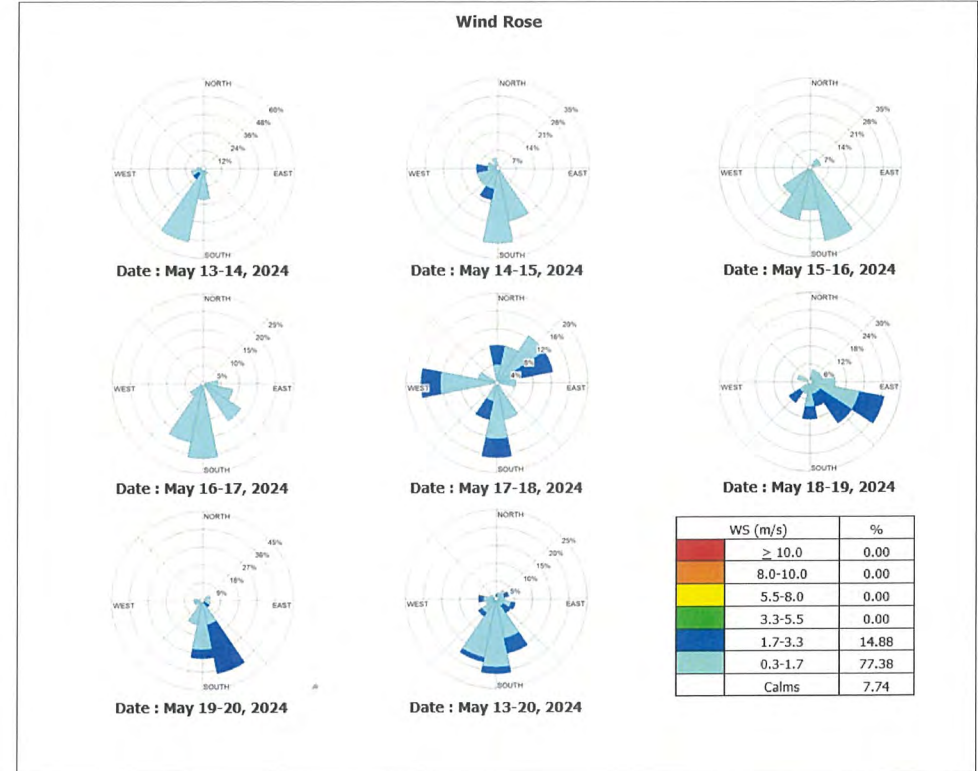 Wind Rose
NORTH
60%
48%
36%
24%
12%
WEST
EAST
SOUTH
Date : May 13-14, 2024
NORTH
35%
28%
21%
14%
7%
WEST
EAST
SOUTH
Date : May 14-15, 2024
NORTH
35%
28%
21%
14%
7%
WEST
EAST
SOUTH
Date : May 15-16, 2024
NORTH
25%
20%
15%
10%
5%
WEST
EAST
SOUTH
Date : May 16-17, 2024
NORTH
20%
16%
12%
8%
4%
WEST
EAST
SOUTH
Date : May 17-18, 2024
NORTH
30%
24%
18%
12%
6%
WEST
EAST
SOUTH
Date : May 18-19, 2024
NORTH
45%
36%
27%
18%
9%
WEST
EAST
SOUTH
Date : May 19-20, 2024
NORTH
25%
20%
15%
10%
5%
WEST
EAST
SOUTH
Date : May 13-20, 2024
WS (m/s) %
≥ 10.0 0.00
8.0-10.0 0.00
5.5-8.0 0.00
3.3-5.5 0.00
1.7-3.3 14.88
0.3-1.7 77.38
Calms 7.74